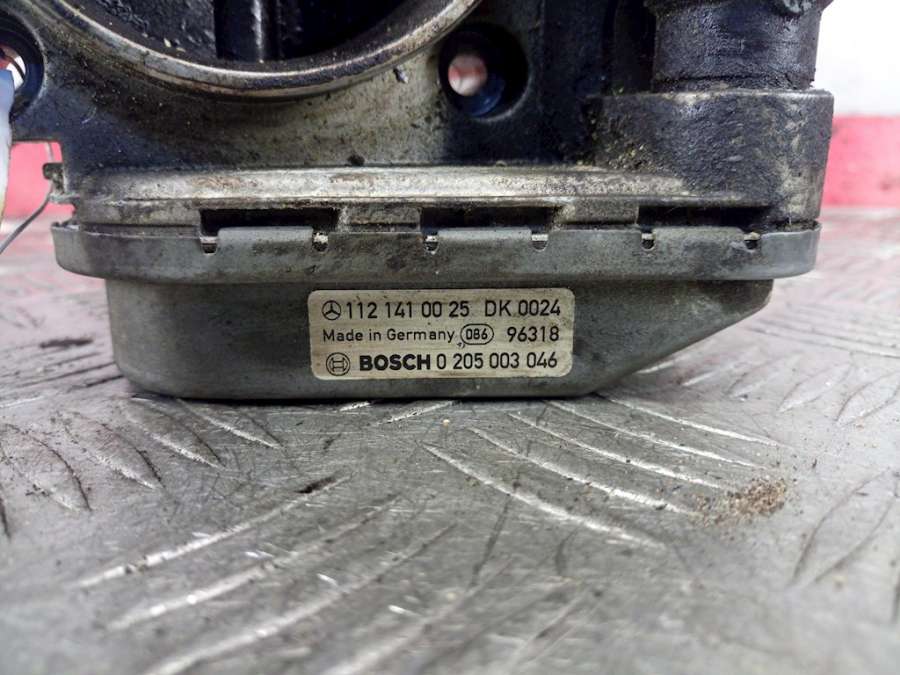 112 141 00 25 DK 0024
Made in Germany 086 96318
BOSCH 0 205 003 046